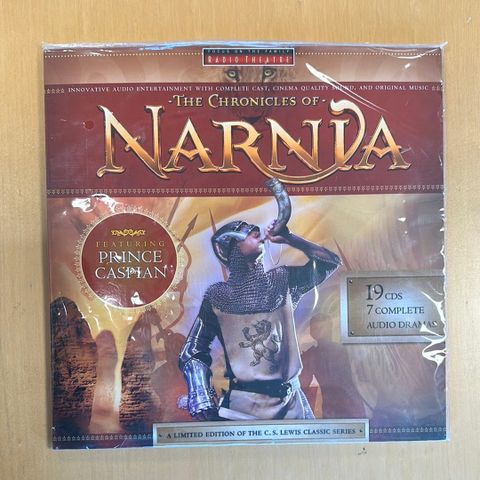 FOCUS ON THE FAMILY
RADIO THEATRE
INNOVATIVE AUDIO ENTERTAINMENT WITH COMPLETE CAST, CINEMA QUALITY SOUND, AND ORIGINAL MUSIC
THE CHRONICLES OF
NARNIA
FEATURING
PRINCE
CASPIAN
19 CDS
7 COMPLETE
AUDIO DRAMAS
A LIMITED EDITION OF THE C. S. LEWIS CLASSIC SERIES